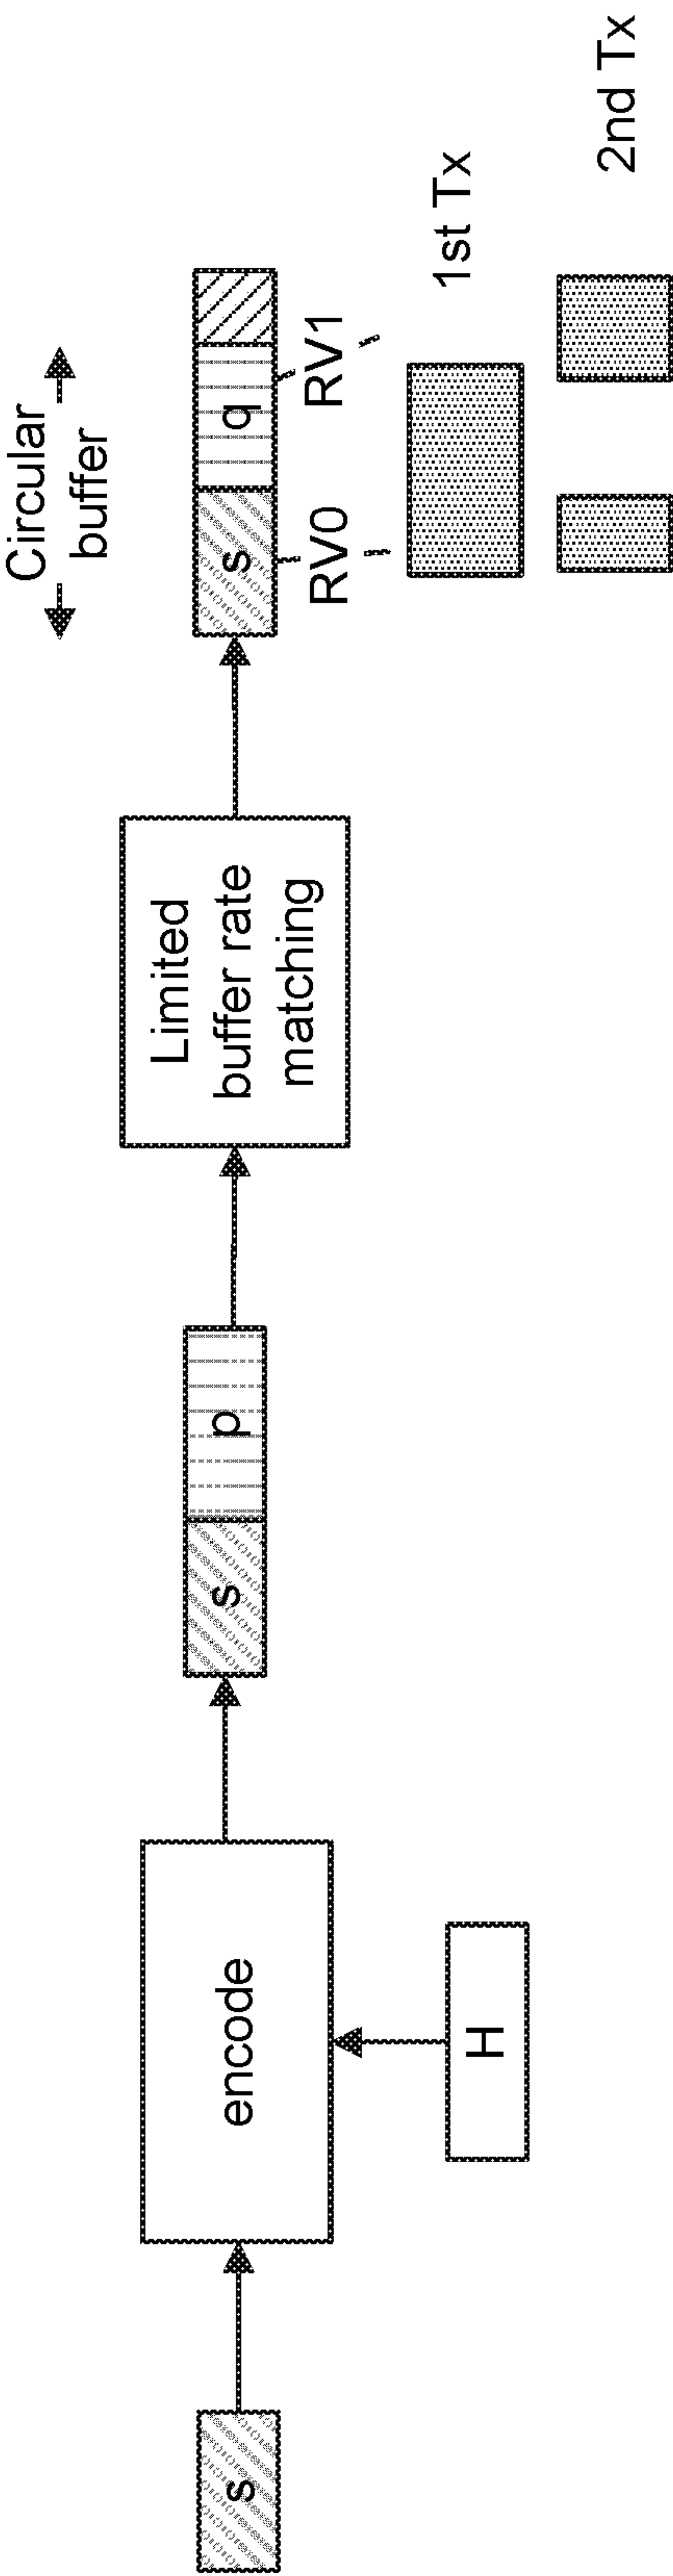 Circular
buffer
s
encode
H
s
p
Limited
buffer rate
matching
s
q
RV0
RV1
1st Tx
2nd Tx